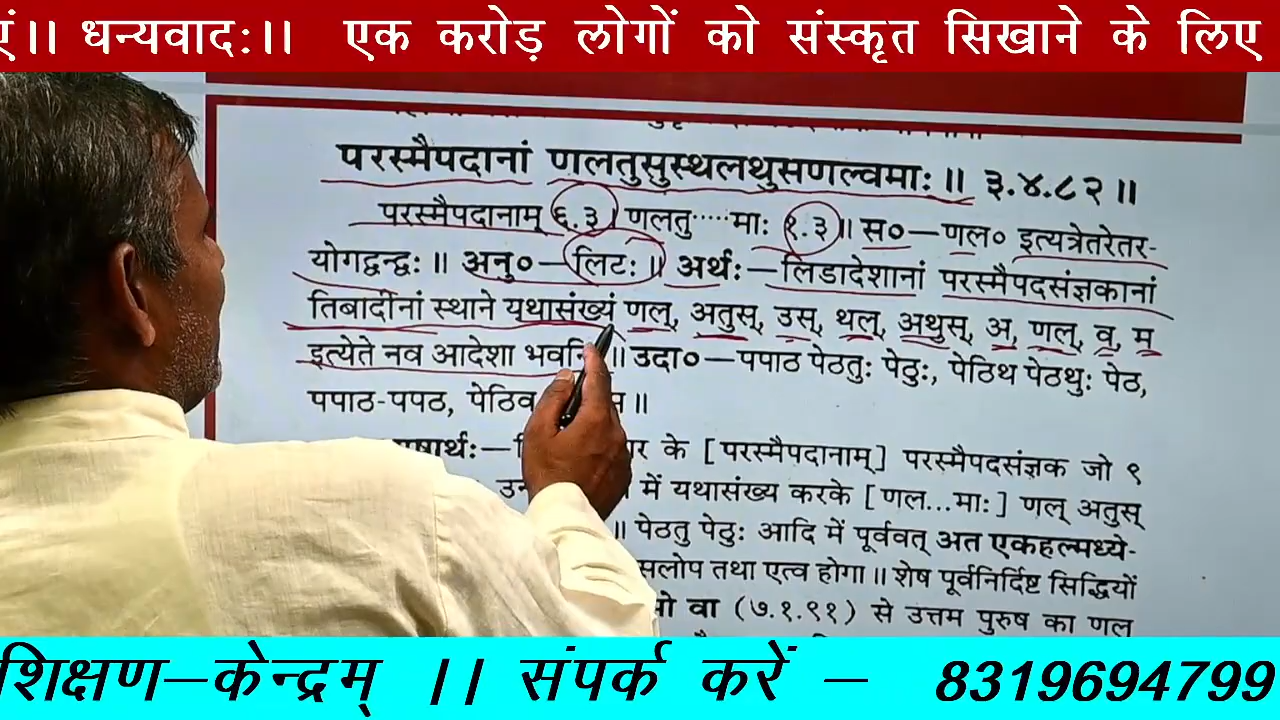 एं।। धन्यवादः।। एक करोड़ लोगों को संस्कृत सिखाने के लिए
परस्मैपदानां णलतुसुस्थलथुसणल्वमाः॥ ३.४.८२॥
परस्मैपदानाम् ६.३। णलतु.....माः १.३॥ स०—णल० इत्यत्रेतरेतर-
योगद्वन्द्वः॥ अनु०—लिटः॥ अर्थः—लिडादेशानां परस्मैपदसंज्ञकानां
तिबादीनां स्थाने यथासंख्यं णल्, अतुस्, उस्, थल्, अथुस्, अ, णल्, व, म
इत्येते नव आदेशा ॥ उदा०—पपाठ पेठतुः पेठुः, पेठिथ पेठथुः पेठ,
पपाठ-पपठ, पेठिव ॥
के [परस्मैपदानाम्] परस्मैपदसंज्ञक जो ९
में यथासंख्य करके [णल...माः] णल् अतुस्
॥ पेठतु पेठुः आदि में पूर्ववत् अत एकहल्मध्ये-
तथा एत्व होगा॥ शेष पूर्वनिर्दिष्ट सिद्धियों
वा (७.१.९१) से उत्तम पुरुष का णल्
शिक्षण–केन्द्रम् ।। संपर्क करें – 8319694799